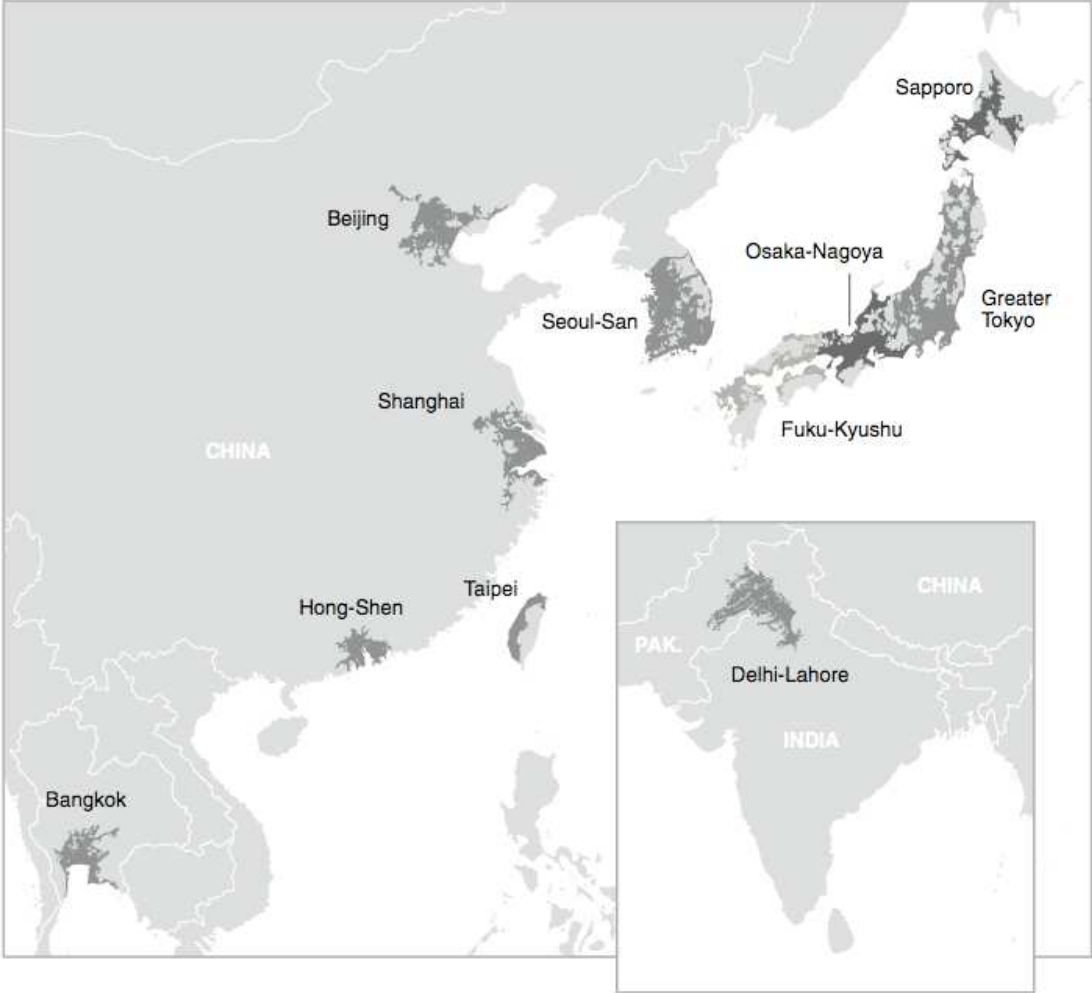 Sapporo
Beijing
Osaka-Nagoya
Seoul-San
Greater
Tokyo
Shanghai
Fuku-Kyushu
CHINA
Taipei
Hong-Shen
CHINA
PAK.
Delhi-Lahore
INDIA
Bangkok